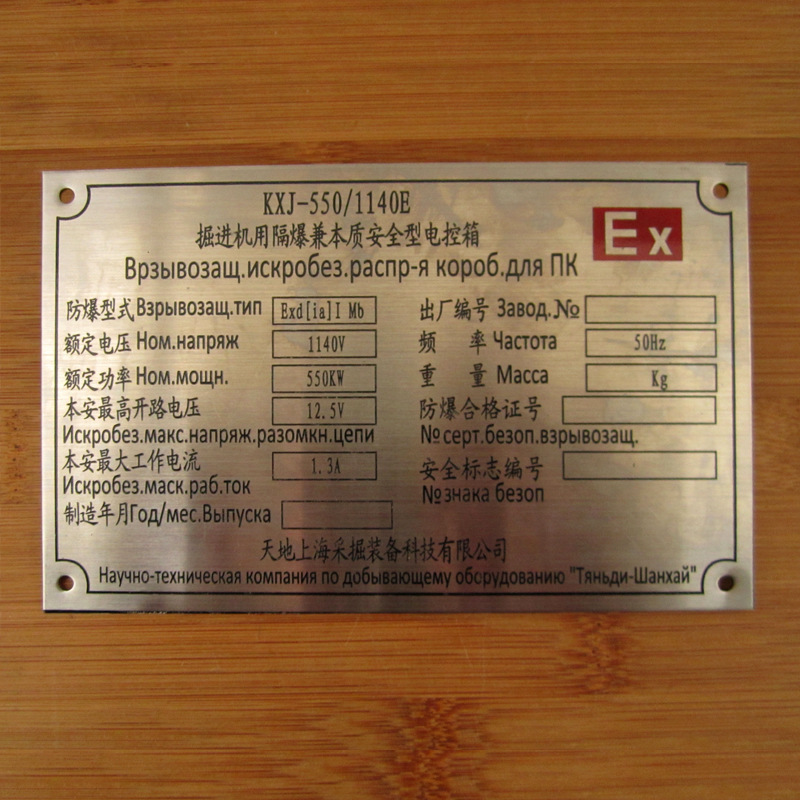 KXJ-550/1140E
掘进机用隔爆兼本质安全型电控箱
Ex
Врзывозащ.искробез.распр-я короб.для ПК
防爆型式 Взрывозащ.тип Exd[ia]I Mb 出厂编号 Завод.№
额定电压 Ном.напряж 1140V 频 率 Частота 50Hz
额定功率 Ном.мощн. 550KW 重 量 Масса Kg
本安最高开路电压 12.5V 防爆合格证号
Искробез.макс.напряж.разомкн.цепи №серт.безоп.взрывозащ.
本安最大工作电流 1.3A 安全标志编号
Искробез.маск.раб.ток №знака безоп
制造年月Год/мес.Выпуска
天地上海采掘装备科技有限公司
Научно-техническая компания по добывающему оборудованию "Тяньди-Шанхай"